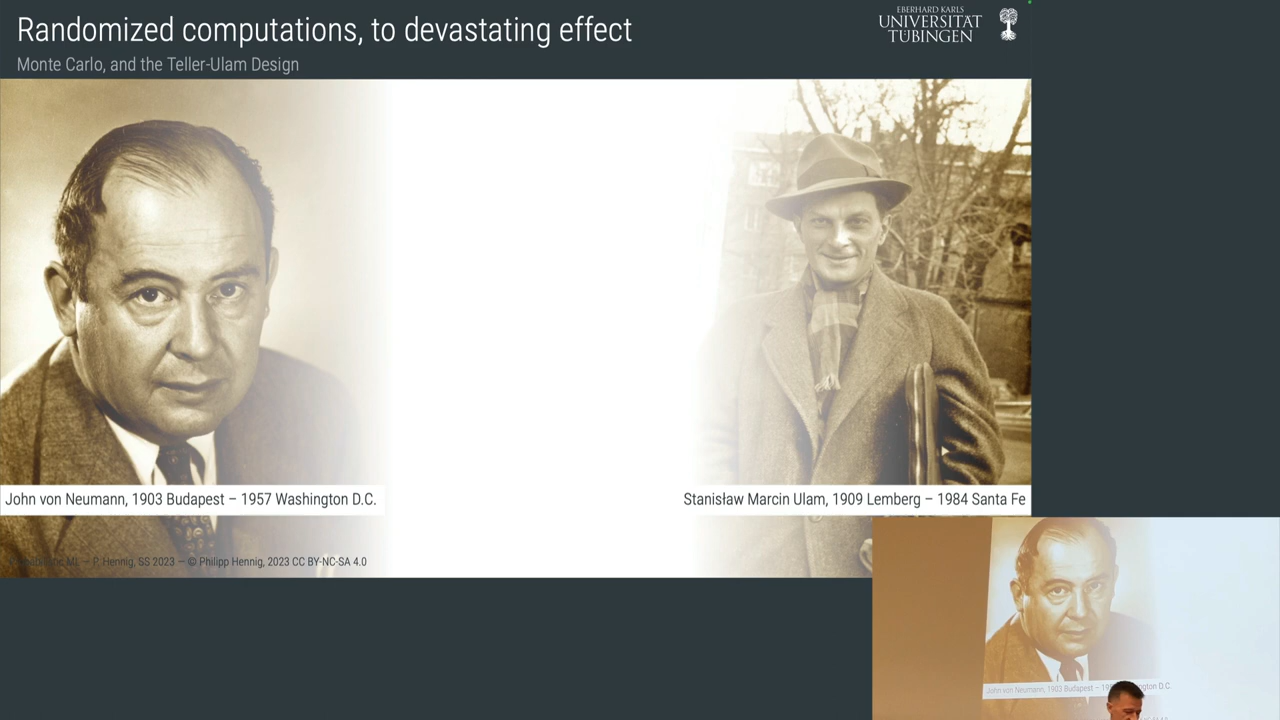 Randomized computations, to devastating effect
Monte Carlo, and the Teller-Ulam Design
EBERHARD KARLS
UNIVERSITÄT
TÜBINGEN
John von Neumann, 1903 Budapest – 1957 Washington D.C.
Stanisław Marcin Ulam, 1909 Lemberg – 1984 Santa Fe
ML — P. Hennig, SS 2023 — © Philipp Hennig, 2023 CC BY-NC-SA 4.0
John von Neumann, 1903 Budapest – D.C.